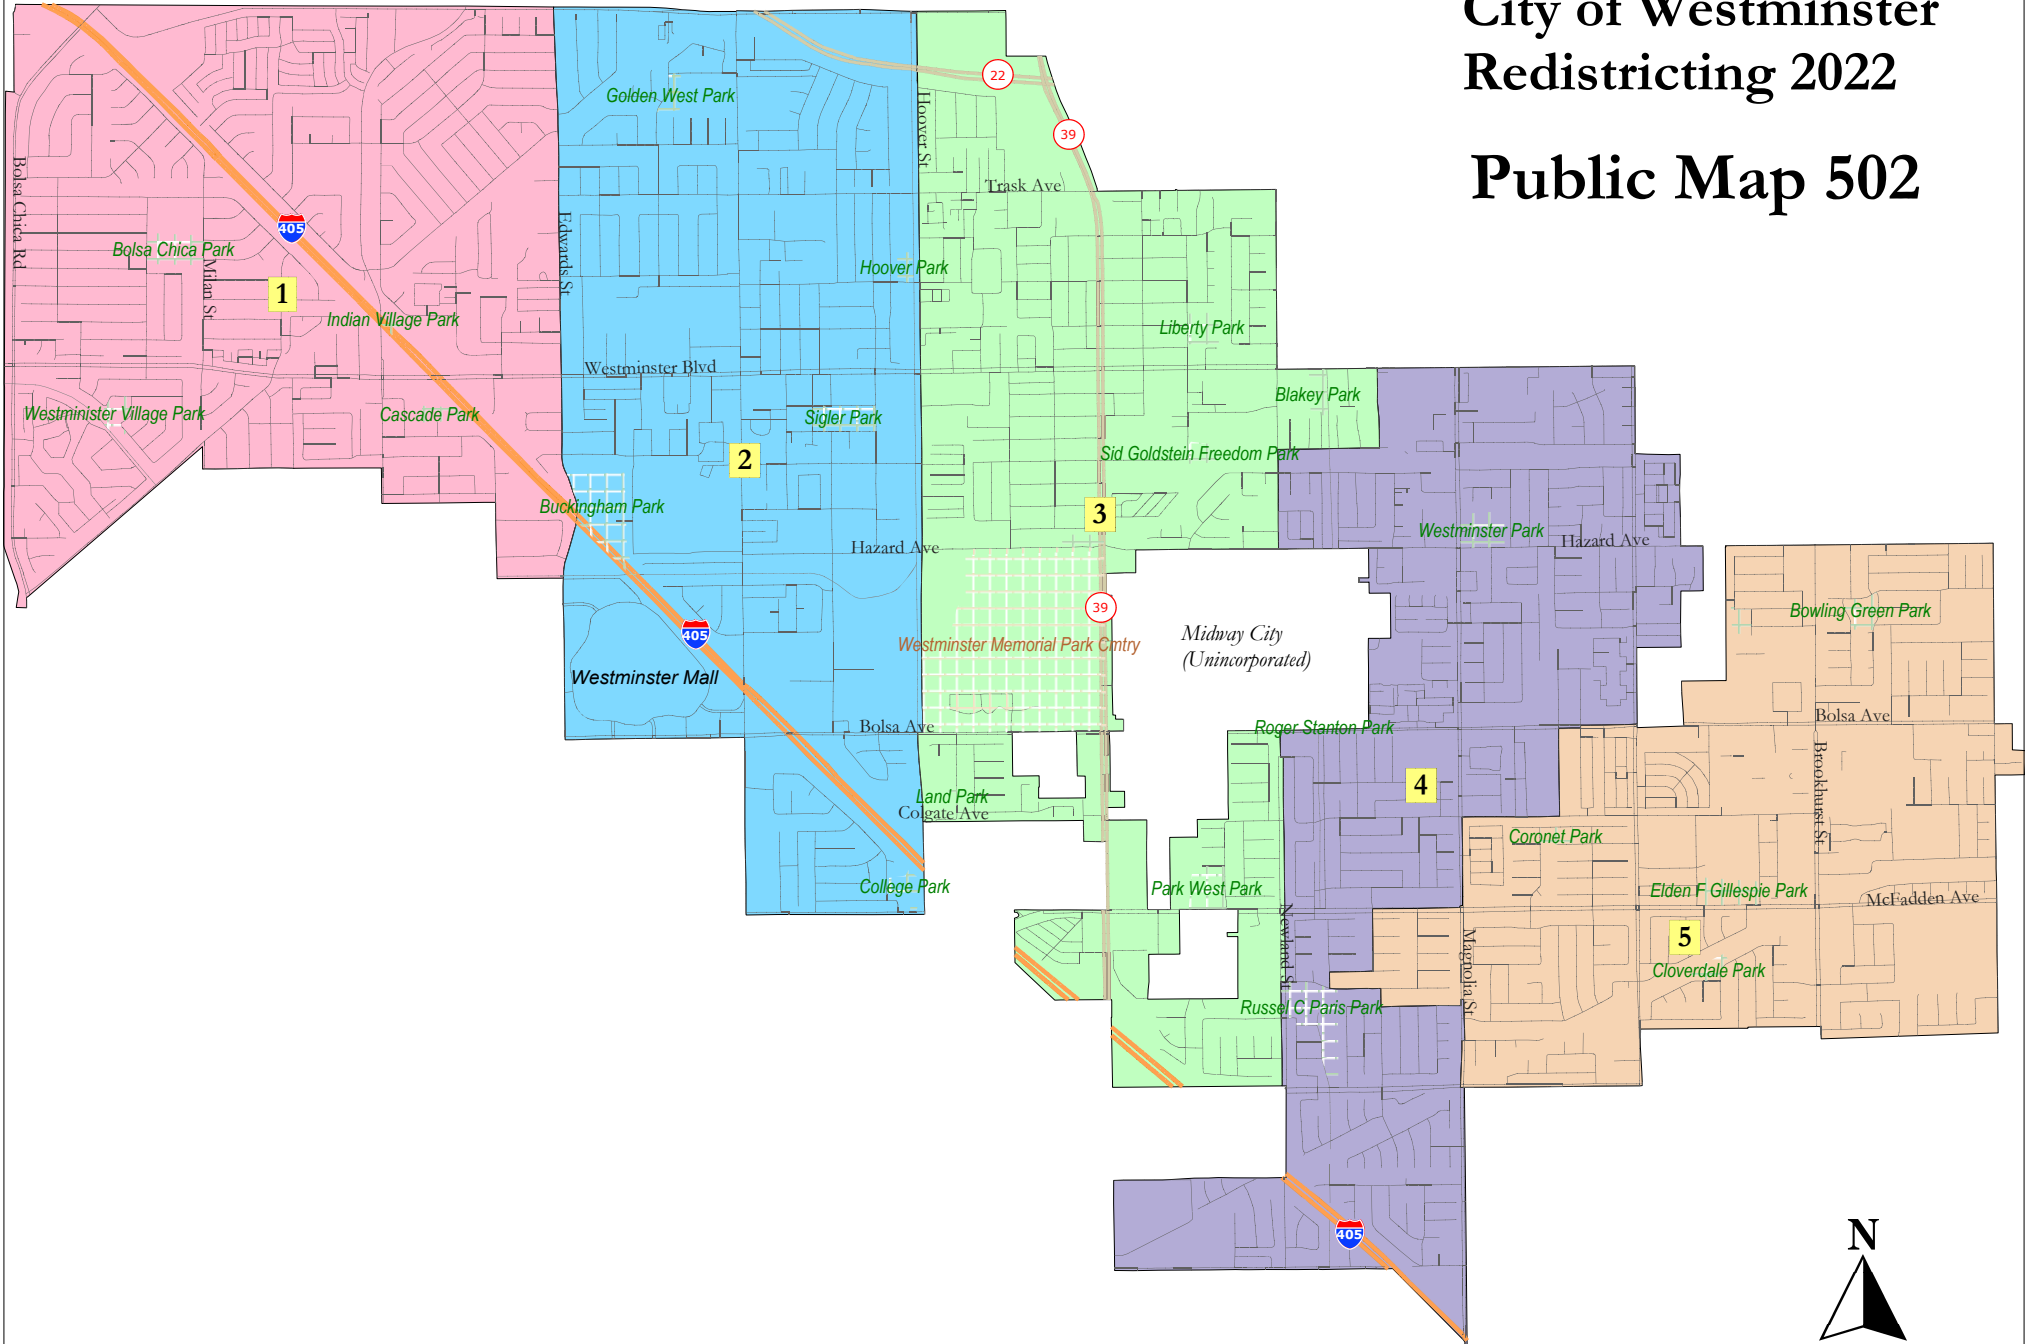 City of Westminster
Redistricting 2022
Public Map 502
22
Golden West Park
Hoover St
39
Bolsa Chica Rd
Trask Ave
Edwards St
405
Bolsa Chica Park
Milan St
Hoover Park
1
Indian Village Park
Liberty Park
Westminster Blvd
Blakey Park
Westminister Village Park
Cascade Park
Sigler Park
Sid Goldstein Freedom Park
2
Buckingham Park
3
Westminster Park
Hazard Ave
Hazard Ave
39
Bowling Green Park
405
Midway City
(Unincorporated)
Westminster Memorial Park Cmtry
Westminster Mall
Bolsa Ave
Bolsa Ave
Roger Stanton Park
Brookhurst St
4
Land Park
Colgate Ave
Coronet Park
College Park
Park West Park
Elden F Gillespie Park
McFadden Ave
Newland St
Magnolia St
5
Cloverdale Park
Russel C Paris Park
405
N